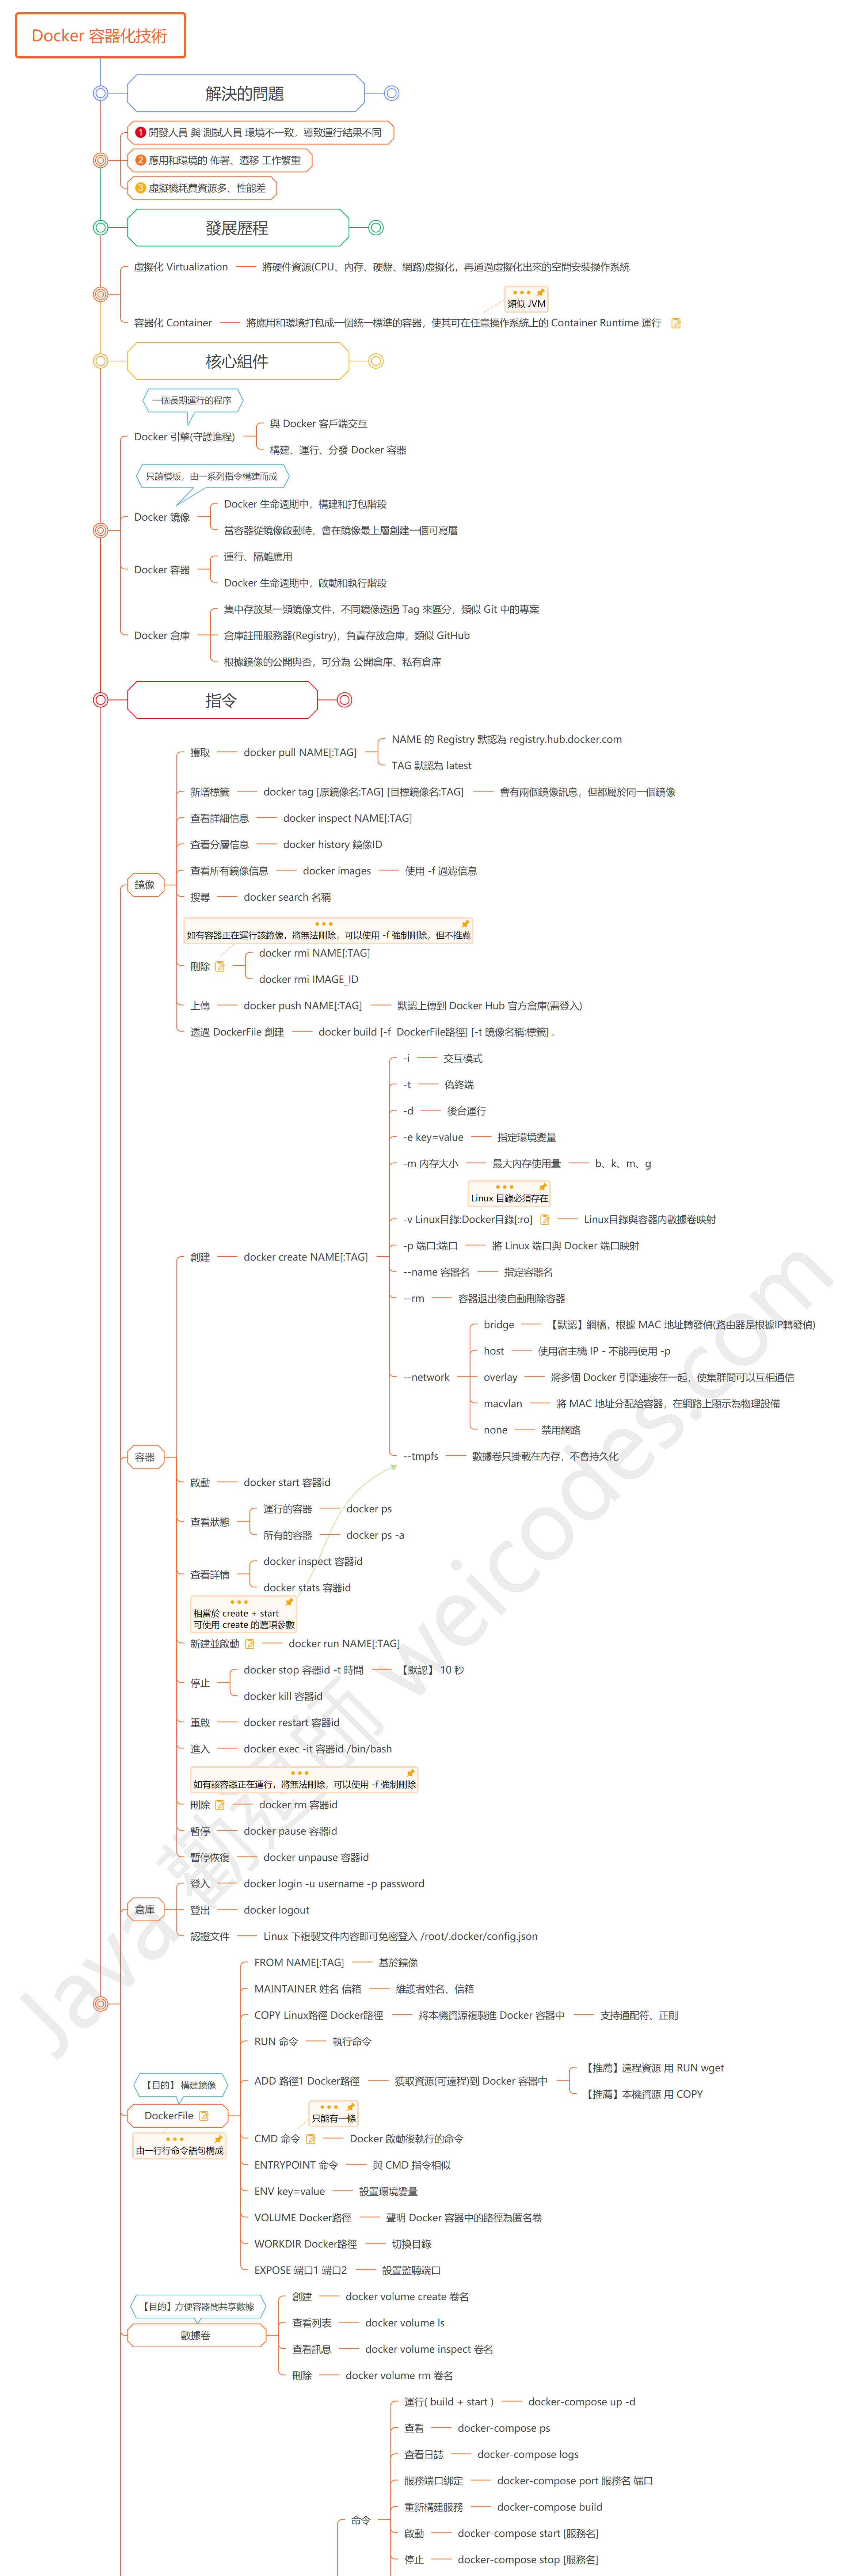 Docker 容器化技術
解決的問題
1 開發人員 與 測試人員 環境不一致，導致運行結果不同
2 應用和環境的 佈署、遷移 工作繁重
3 虛擬機耗費資源多、性能差
發展歷程
虛擬化 Virtualization
將硬件資源(CPU、內存、硬盤、網路)虛擬化，再通過虛擬化出來的空間安裝操作系統
類似 JVM
容器化 Container
將應用和環境打包成一個統一標準的容器，使其可在任意操作系統上的 Container Runtime 運行
核心組件
一個長期運行的程序
Docker 引擎(守護進程)
與 Docker 客戶端交互
構建、運行、分發 Docker 容器
只讀模板，由一系列指令構建而成
Docker 鏡像
Docker 生命週期中，構建和打包階段
當容器從鏡像啟動時，會在鏡像最上層創建一個可寫層
Docker 容器
運行、隔離應用
Docker 生命週期中，啟動和執行階段
Docker 倉庫
集中存放某一類鏡像文件，不同鏡像透過 Tag 來區分，類似 Git 中的專案
倉庫註冊服務器(Registry)，負責存放倉庫，類似 GitHub
根據鏡像的公開與否，可分為 公開倉庫、私有倉庫
指令
鏡像
獲取
docker pull NAME[:TAG]
NAME 的 Registry 默認為 registry.hub.docker.com
TAG 默認為 latest
新增標籤
docker tag [原鏡像名:TAG] [目標鏡像名:TAG]
會有兩個鏡像訊息，但都屬於同一個鏡像
查看詳細信息
docker inspect NAME[:TAG]
查看分層信息
docker history 鏡像ID
查看所有鏡像信息
docker images
使用 -f 過濾信息
搜尋
docker search 名稱
如有容器正在運行該鏡像，將無法刪除，可以使用 -f 強制刪除，但不推薦
刪除
docker rmi NAME[:TAG]
docker rmi IMAGE_ID
上傳
docker push NAME[:TAG]
默認上傳到 Docker Hub 官方倉庫(需登入)
透過 DockerFile 創建
docker build [-f  DockerFile路徑] [-t 鏡像名稱:標籤] .
容器
創建
docker create NAME[:TAG]
-i
交互模式
-t
偽終端
-d
後台運行
-e key=value
指定環境變量
-m 內存大小
最大內存使用量
b、k、m、g
Linux 目錄必須存在
-v Linux目錄:Docker目錄[:ro]
Linux目錄與容器內數據卷映射
-p 端口:端口
將 Linux 端口與 Docker 端口映射
--name 容器名
指定容器名
--rm
容器退出後自動刪除容器
--network
bridge
【默認】網橋，根據 MAC 地址轉發偵(路由器是根據IP轉發偵)
host
使用宿主機 IP - 不能再使用 -p
overlay
將多個 Docker 引擎連接在一起，使集群間可以互相通信
macvlan
將 MAC 地址分配給容器，在網路上顯示為物理設備
none
禁用網路
--tmpfs
數據卷只掛載在內存，不會持久化
啟動
docker start 容器id
查看狀態
運行的容器
docker ps
所有的容器
docker ps -a
查看詳情
docker inspect 容器id
docker stats 容器id
相當於 create + start
可使用 create 的選項參數
新建並啟動
docker run NAME[:TAG]
停止
docker stop 容器id -t 時間
【默認】 10 秒
docker kill 容器id
重啟
docker restart 容器id
進入
docker exec -it 容器id /bin/bash
如有該容器正在運行，將無法刪除，可以使用 -f 強制刪除
刪除
docker rm 容器id
暫停
docker pause 容器id
暫停恢復
docker unpause 容器id
倉庫
登入
docker login -u username -p password
登出
docker logout
認證文件
Linux 下複製文件內容即可免密登入 /root/.docker/config.json
【目的】 構建鏡像
DockerFile
由一行行命令語句構成
FROM NAME[:TAG]
基於鏡像
MAINTAINER 姓名 信箱
維護者姓名、信箱
COPY Linux路徑 Docker路徑
將本機資源複製進 Docker 容器中
支持通配符、正則
RUN 命令
執行命令
ADD 路徑1 Docker路徑
獲取資源(可遠程)到 Docker 容器中
【推薦】遠程資源 用 RUN wget
【推薦】本機資源 用 COPY
只能有一條
CMD 命令
Docker 啟動後執行的命令
ENTRYPOINT 命令
與 CMD 指令相似
ENV key=value
設置環境變量
VOLUME Docker路徑
聲明 Docker 容器中的路徑為匿名卷
WORKDIR Docker路徑
切換目錄
EXPOSE 端口1 端口2
設置監聽端口
【目的】方便容器間共享數據
數據卷
創建
docker volume create 卷名
查看列表
docker volume ls
查看訊息
docker volume inspect 卷名
刪除
docker volume rm 卷名
命令
運行( build + start )
docker-compose up -d
查看
docker-compose ps
查看日誌
docker-compose logs
服務端口綁定
docker-compose port 服務名 端口
重新構建服務
docker-compose build
啟動
docker-compose start [服務名]
停止
docker-compose stop [服務名]